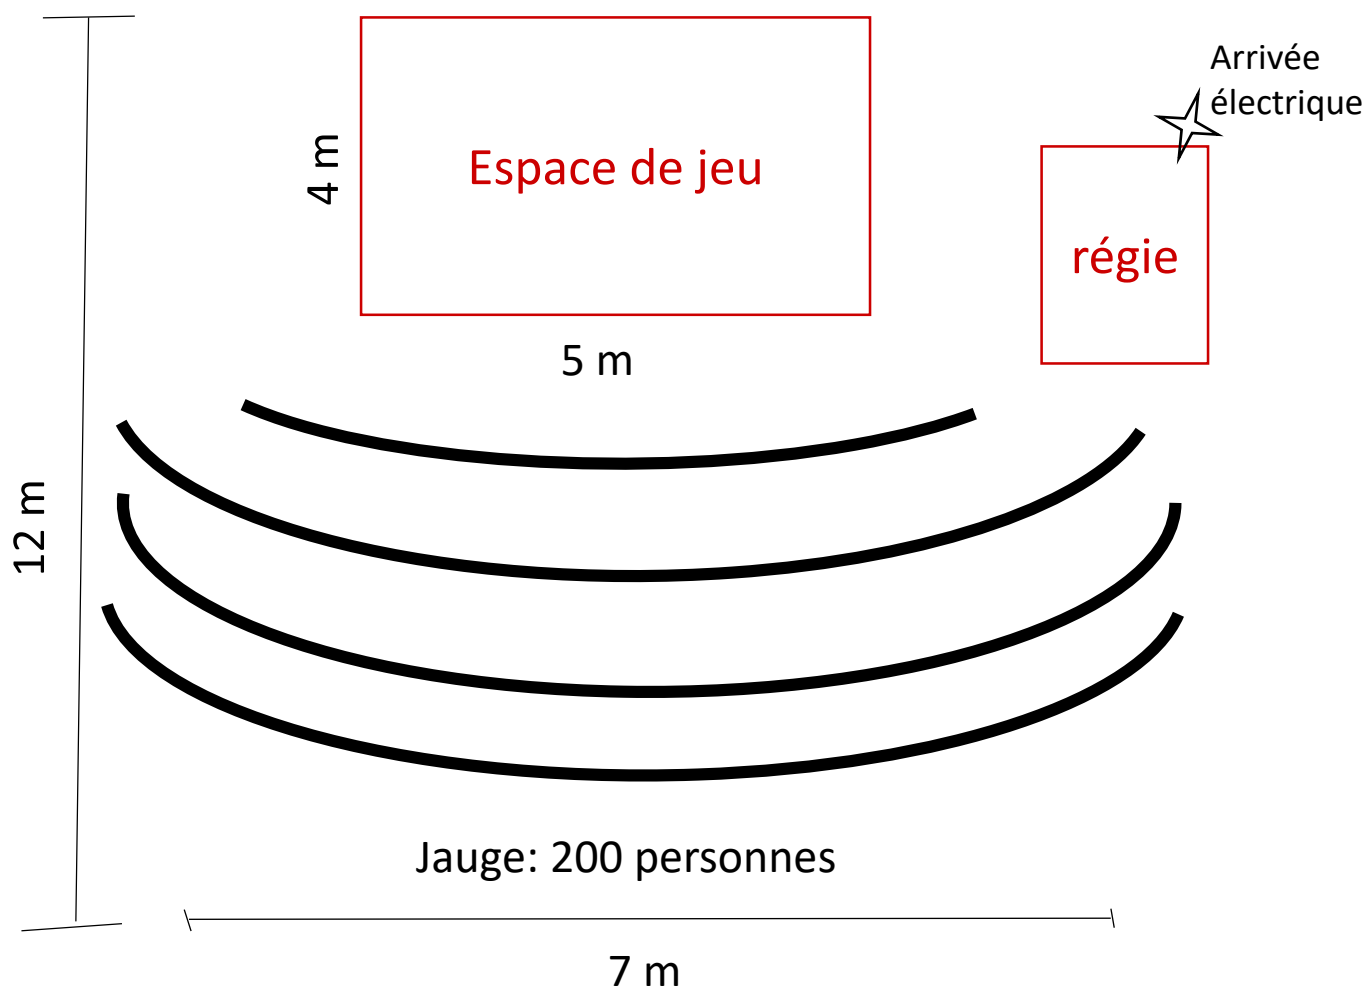 Arrivée
électrique
4 m
Espace de jeu
régie
5 m
12 m
Jauge: 200 personnes
7 m